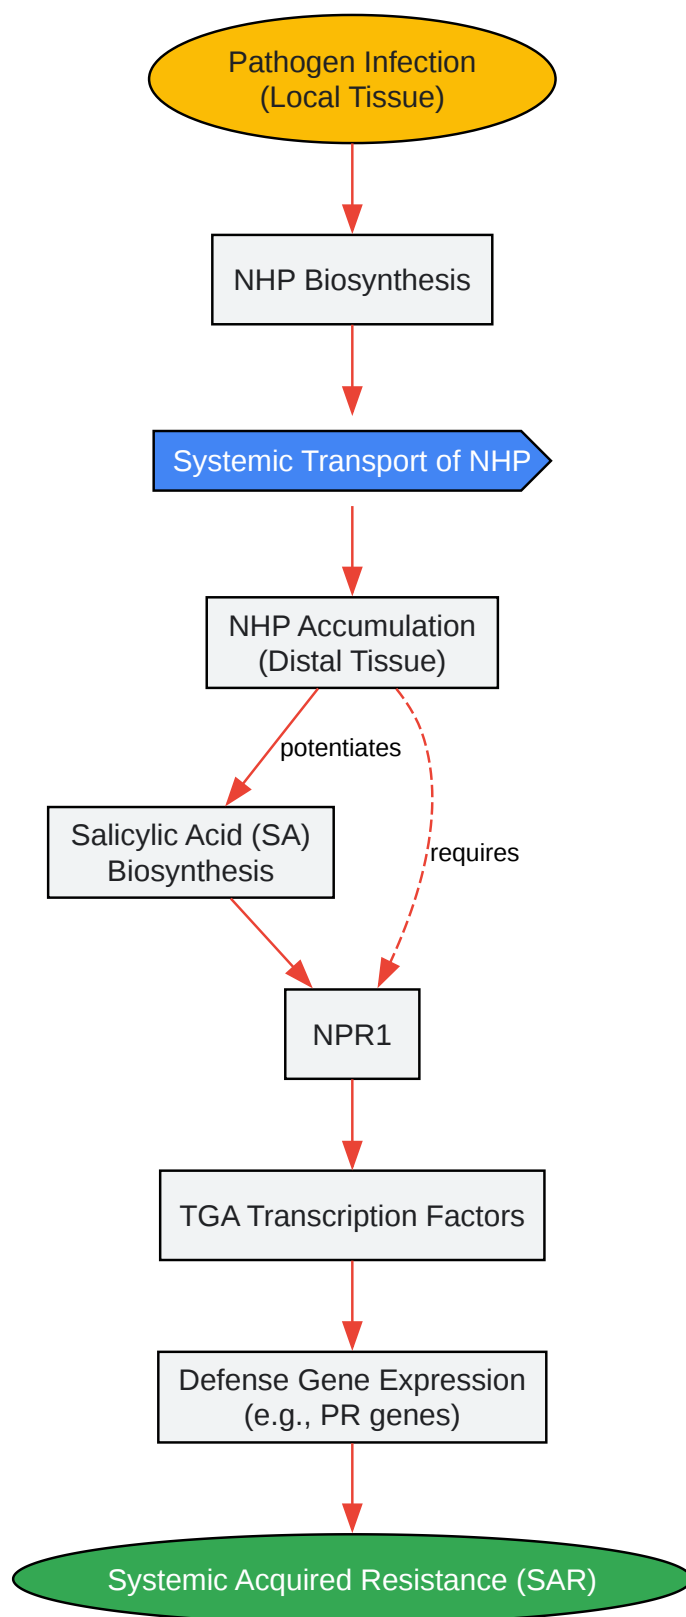 Pathogen Infection
(Local Tissue)
NHP Biosynthesis
Systemic Transport of NHP
NHP Accumulation
(Distal Tissue)
potentiates
Salicylic Acid (SA)
Biosynthesis
requires
NPR1
TGA Transcription Factors
Defense Gene Expression
(e.g., PR genes)
Systemic Acquired Resistance (SAR)